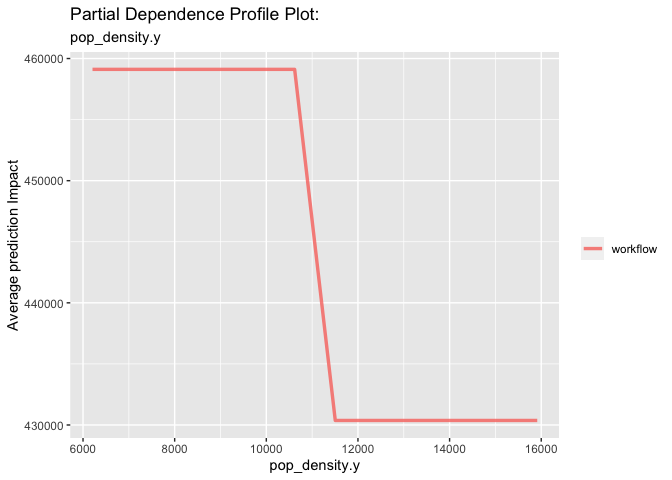 Partial Dependence Profile Plot:
pop_density.y
460000
450000
440000
430000
Average prediction Impact
6000 8000 10000 12000 14000 16000
pop_density.y
workflow